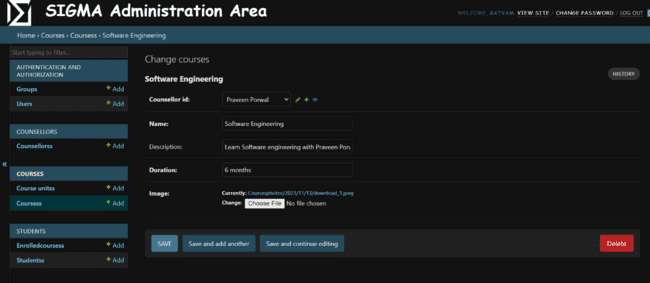 SIGMA Administration Area
WELCOME, SATYAM. VIEW SITE / CHANGE PASSWORD / LOG OUT
Home › Courses › Coursess › Software Engineering
Start typing to filter...
AUTHENTICATION AND
AUTHORIZATION
Groups + Add
Users + Add
COUNSELLORS
Counsellorss + Add
COURSES
Course unitss + Add
Coursess + Add
STUDENTS
Enrolledcoursess + Add
Studentss + Add
«
Change courses
Software Engineering
HISTORY
Counsellor id: Praveen Porwal
Name: Software Engineering
Description: Learn Software engineering with Praveen Porv
Duration: 6 months
Image: Currently: Coursephotos/2023/11/13/download_1.jpeg
Change: Choose File No file chosen
SAVE Save and add another Save and continue editing Delete